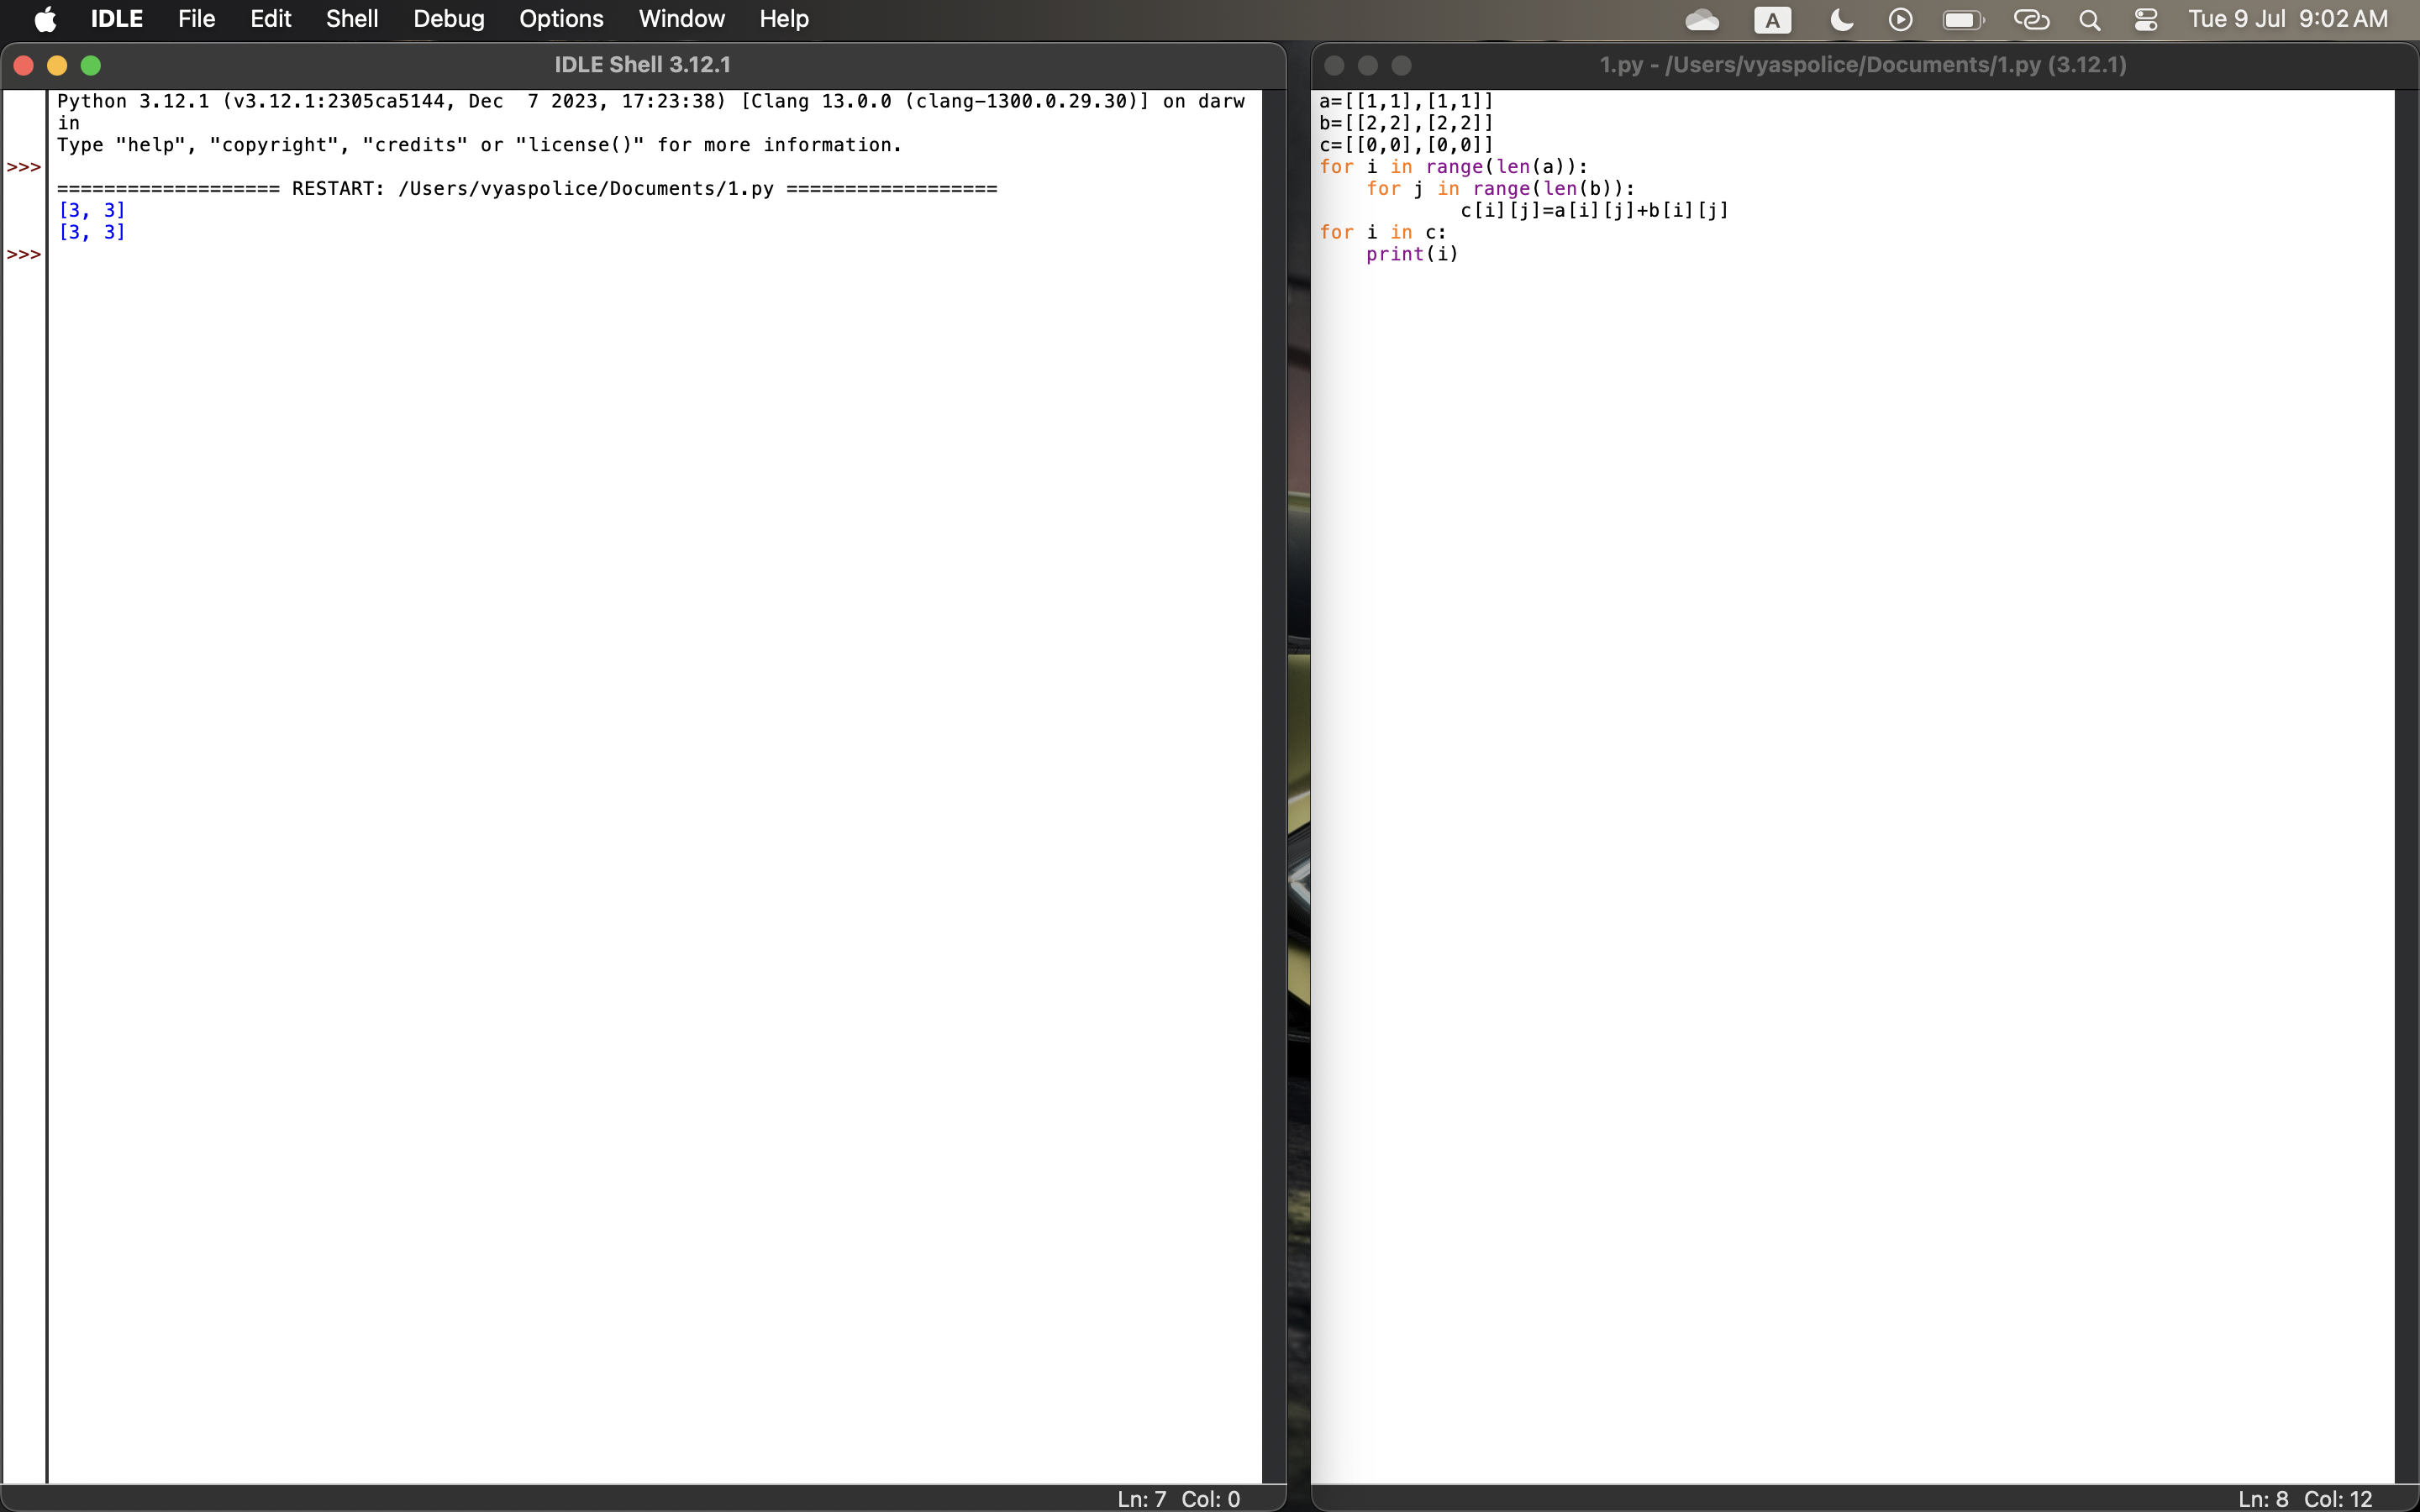 IDLE File Edit Shell Debug Options Window Help A Tue 9 Jul 9:02 AM
IDLE Shell 3.12.1
Python 3.12.1 (v3.12.1:2305ca5144, Dec  7 2023, 17:23:38) [Clang 13.0.0 (clang-1300.0.29.30)] on darw
in
Type "help", "copyright", "credits" or "license()" for more information.
>>>
=================== RESTART: /Users/vyaspolice/Documents/1.py ==================
[3, 3]
[3, 3]
>>>
Ln: 7 Col: 0
1.py - /Users/vyaspolice/Documents/1.py (3.12.1)
a=[[1,1],[1,1]]
b=[[2,2],[2,2]]
c=[[0,0],[0,0]]
for i in range(len(a)):
    for j in range(len(b)):
            c[i][j]=a[i][j]+b[i][j]
for i in c:
    print(i)
Ln: 8 Col: 12